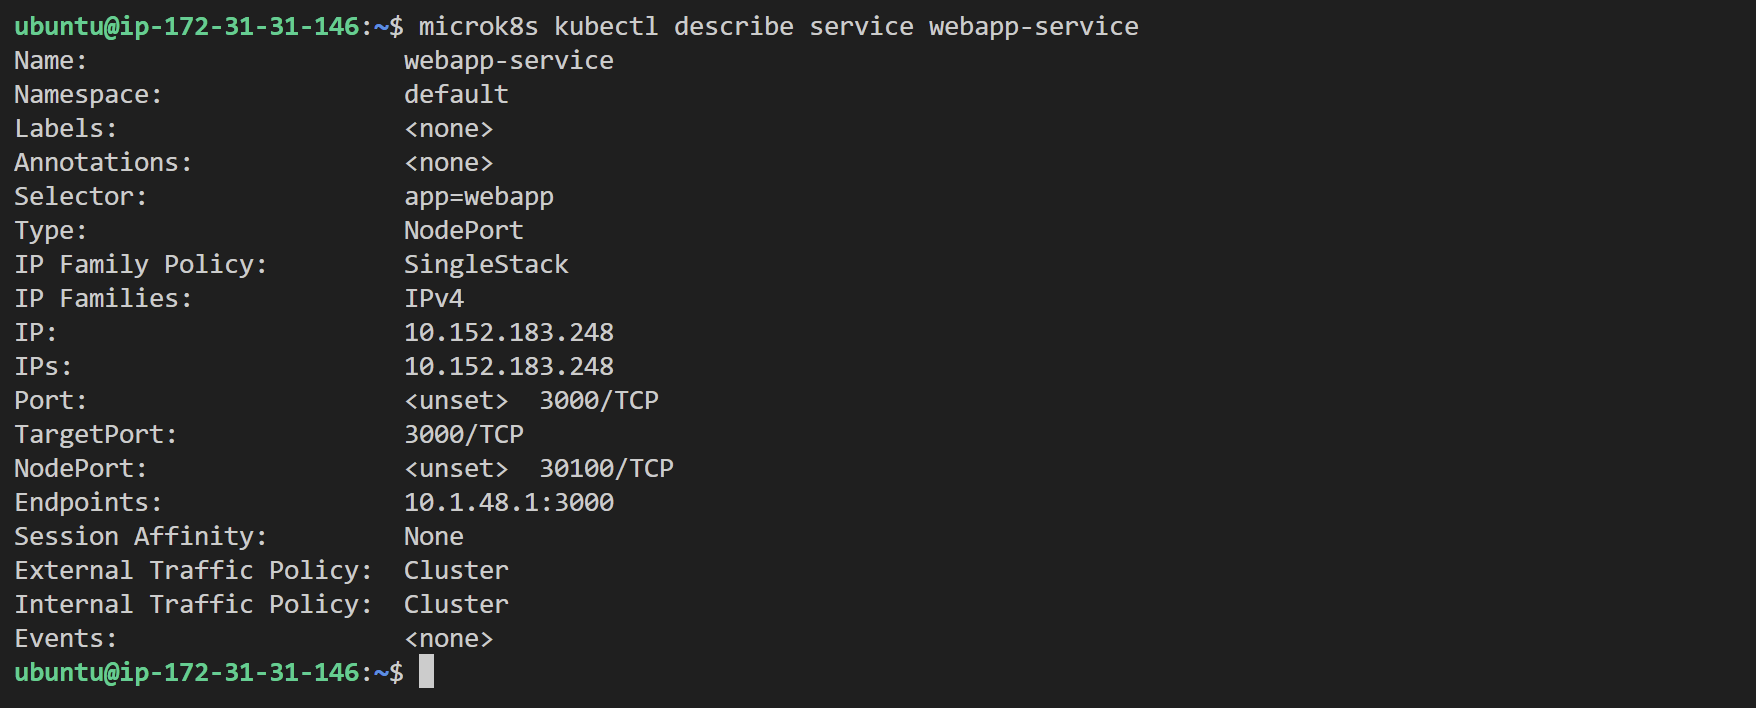 ubuntu@ip-172-31-31-146:~$ microk8s kubectl describe service webapp-service
Name:                     webapp-service
Namespace:                default
Labels:                   <none>
Annotations:              <none>
Selector:                 app=webapp
Type:                     NodePort
IP Family Policy:         SingleStack
IP Families:              IPv4
IP:                       10.152.183.248
IPs:                      10.152.183.248
Port:                     <unset>  3000/TCP
TargetPort:               3000/TCP
NodePort:                 <unset>  30100/TCP
Endpoints:                10.1.48.1:3000
Session Affinity:         None
External Traffic Policy:  Cluster
Internal Traffic Policy:  Cluster
Events:                   <none>
ubuntu@ip-172-31-31-146:~$